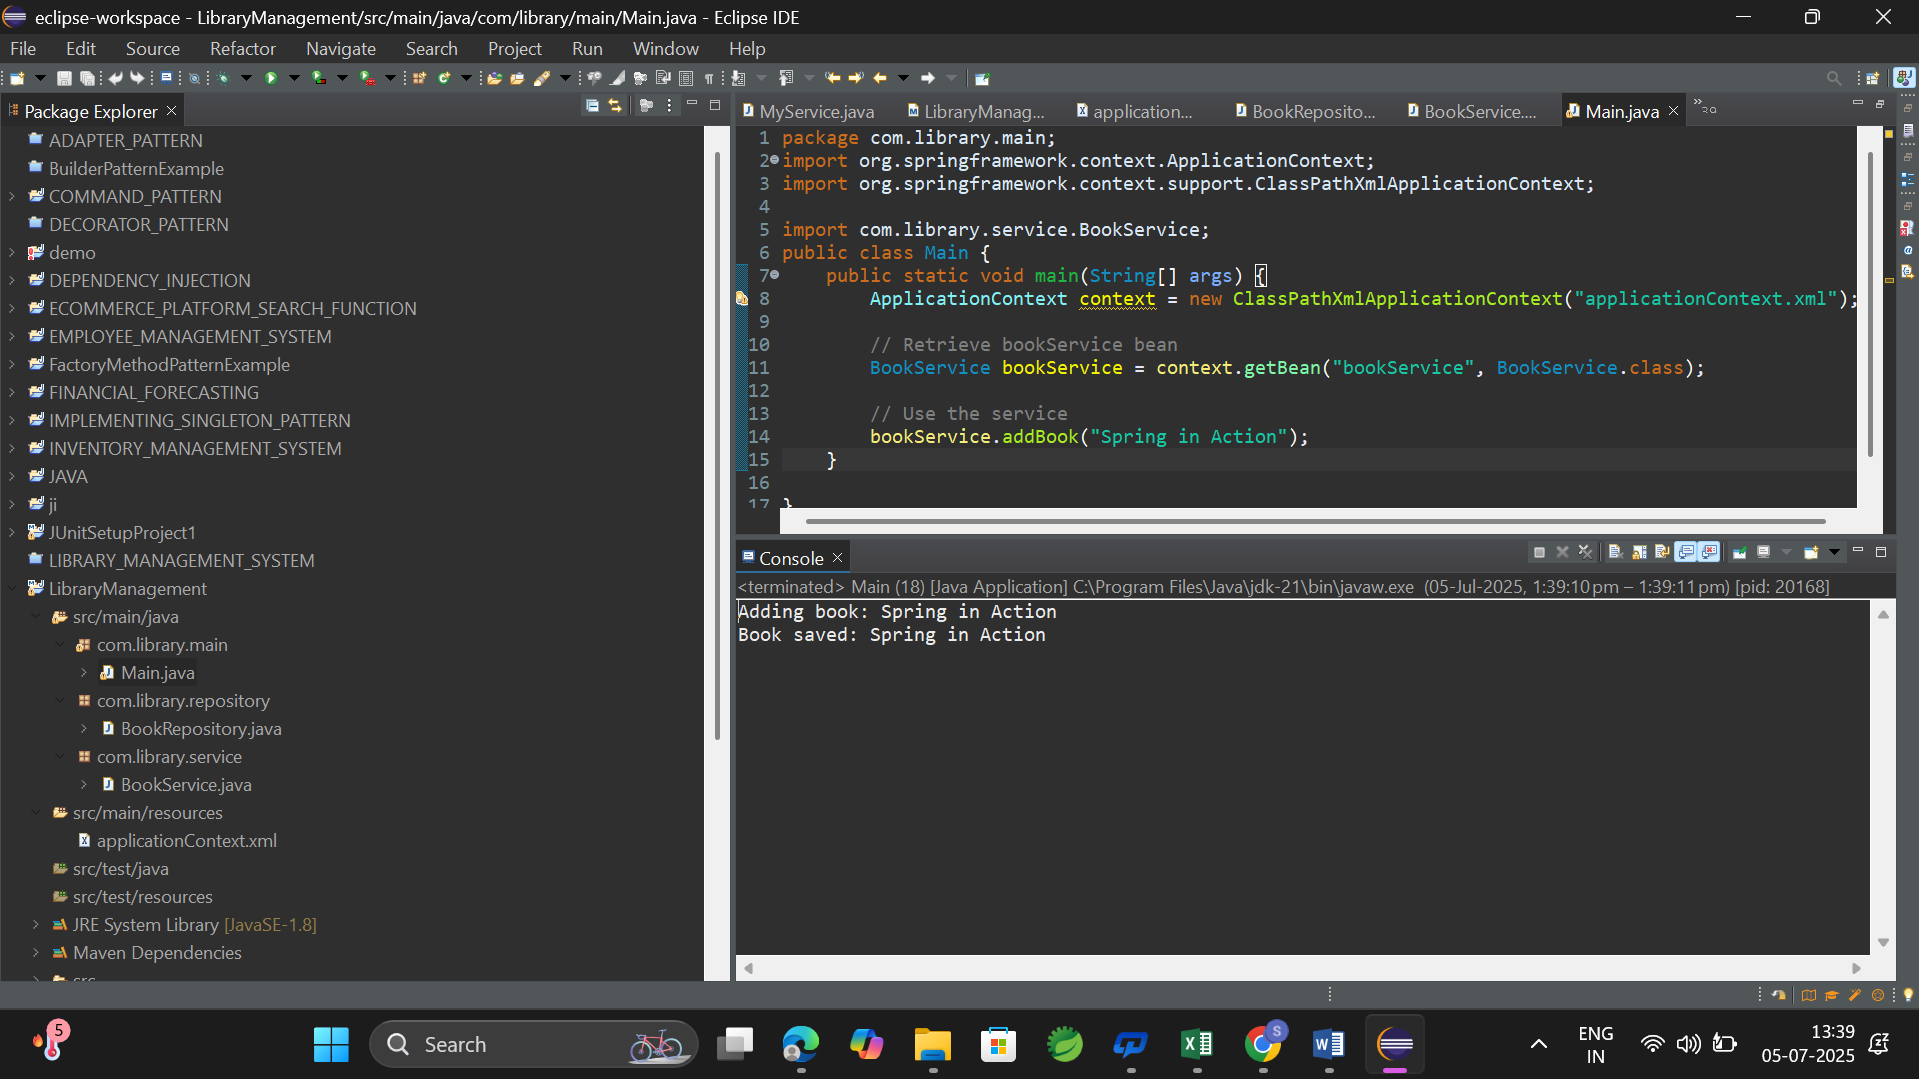 eclipse-workspace - LibraryManagement/src/main/java/com/library/main/Main.java - Eclipse IDE
File Edit Source Refactor Navigate Search Project Run Window Help
Package Explorer
ADAPTER_PATTERN
BuilderPatternExample
COMMAND_PATTERN
DECORATOR_PATTERN
demo
DEPENDENCY_INJECTION
ECOMMERCE_PLATFORM_SEARCH_FUNCTION
EMPLOYEE_MANAGEMENT_SYSTEM
FactoryMethodPatternExample
FINANCIAL_FORECASTING
IMPLEMENTING_SINGLETON_PATTERN
INVENTORY_MANAGEMENT_SYSTEM
JAVA
ji
JUnitSetupProject1
LIBRARY_MANAGEMENT_SYSTEM
LibraryManagement
src/main/java
com.library.main
Main.java
com.library.repository
BookRepository.java
com.library.service
BookService.java
src/main/resources
applicationContext.xml
src/test/java
src/test/resources
JRE System Library [JavaSE-1.8]
Maven Dependencies
src
MyService.java LibraryManag... application... BookReposito... BookService.... Main.java »20
1 package com.library.main;
2 import org.springframework.context.ApplicationContext;
3 import org.springframework.context.support.ClassPathXmlApplicationContext;
4
5 import com.library.service.BookService;
6 public class Main {
7 public static void main(String[] args) {
8 ApplicationContext context = new ClassPathXmlApplicationContext("applicationContext.xml");
9
10 // Retrieve bookService bean
11 BookService bookService = context.getBean("bookService", BookService.class);
12
13 // Use the service
14 bookService.addBook("Spring in Action");
15 }
16
17 }
Console
<terminated> Main (18) [Java Application] C:\Program Files\Java\jdk-21\bin\javaw.exe (05-Jul-2025, 1:39:10 pm – 1:39:11 pm) [pid: 20168]
Adding book: Spring in Action
Book saved: Spring in Action
5
Search
S
ENG
IN
13:39
05-07-2025